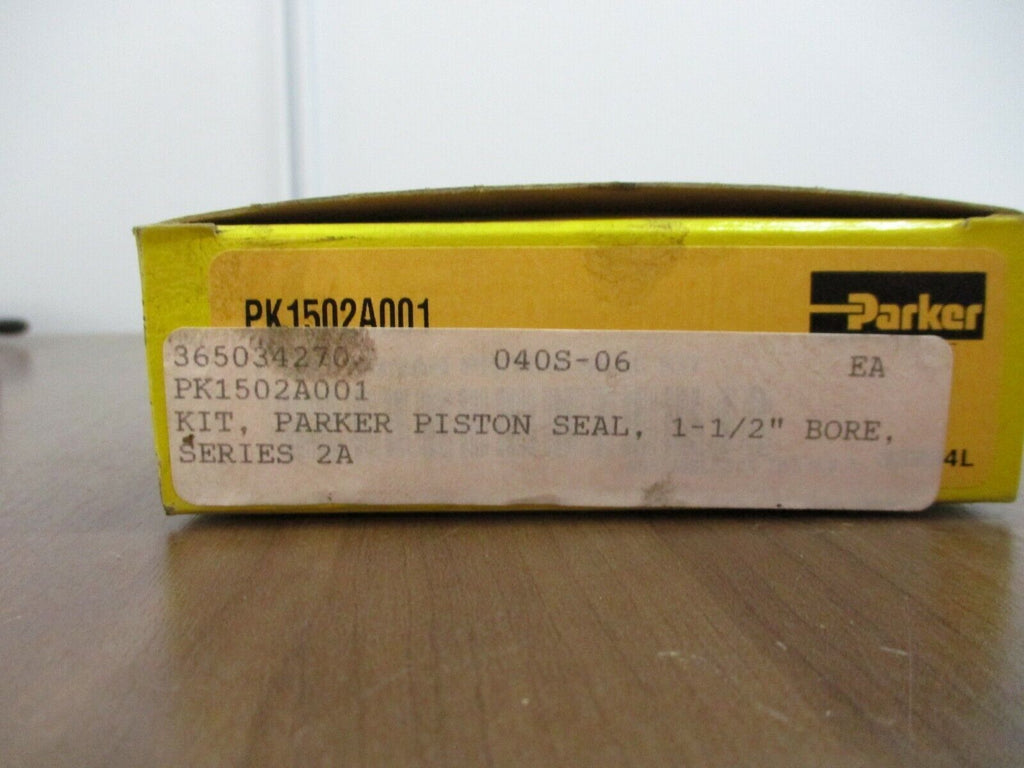 PK1502A001
Parker
365034270 040S-06 EA
PK1502A001
KIT, PARKER PISTON SEAL, 1-1/2" BORE,
SERIES 2A
4L